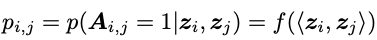 p_{i,j} = p(A_{i,j} = 1|z_i, z_j) = f(⟨z_i, z_j⟩)